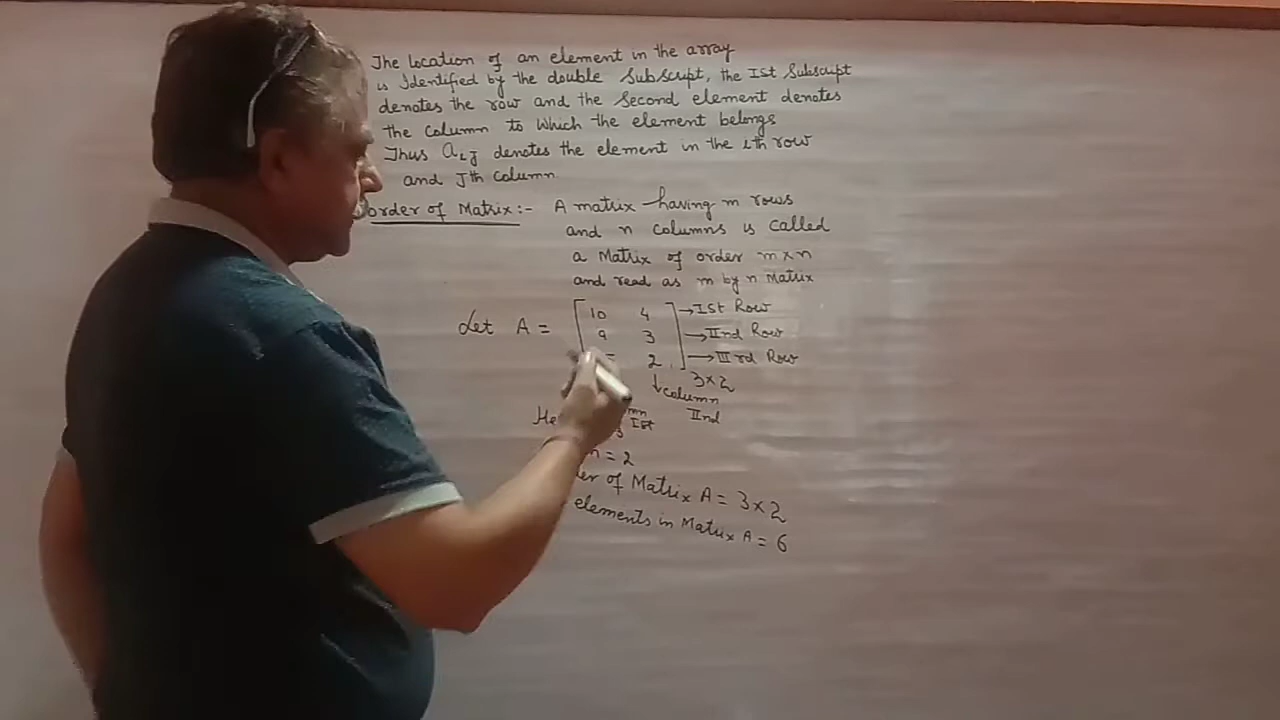 The location of an element in the array
is Identified by the double Subscript, the Ist Subscript
denotes the row and the Second element denotes
the Column to Which the element belongs
Thus aij denotes the element in the ith row
and Jth Column.
order of Matrix:- A matrix having m rows
and n columns is called
a Matrix of order m×n
and read as m by n Matrix
Let A = 10 4 → Ist Row
9 3 → IInd Row
2 → III rd Row
3×2
↓ Column
IInd
Ist
= 2
of Matrix A = 3×2
elements in Matrix A = 6